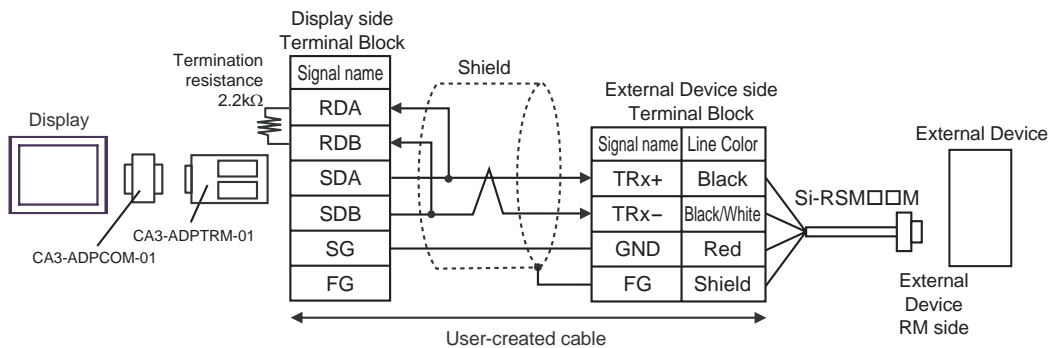 Display side
Terminal Block
Termination
resistance
2.2kΩ
Shield
External Device side
Terminal Block
Display
External Device
Signal name
RDA
RDB
SDA
SDB
SG
FG
Signal name Line Color
TRx+ Black
TRx− Black/White
GND Red
FG Shield
Si-RSM□□M
CA3-ADPTRM-01
CA3-ADPCOM-01
External
Device
RM side
User-created cable